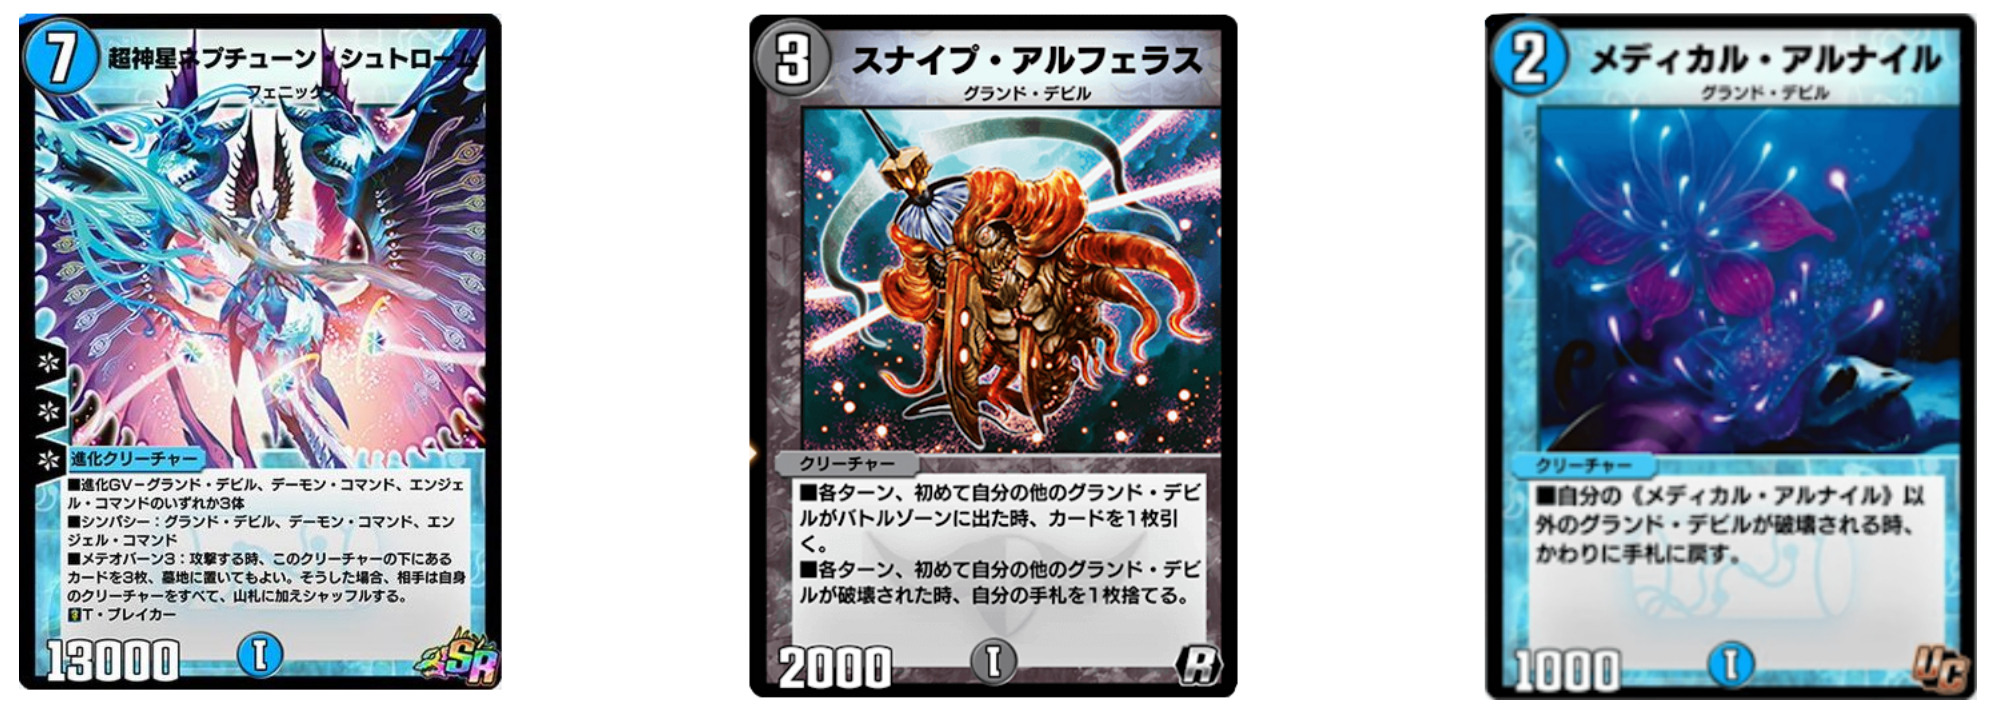 7
超神星ネプチューン・シュトローム
フェニックス
進化クリーチャー
■進化GV－グランド・デビル、デーモン・コマンド、エンジェ
ル・コマンドのいずれか3体
■シンパシー：グランド・デビル、デーモン・コマンド、エン
ジェル・コマンド
■メテオバーン3：攻撃する時、このクリーチャーの下にある
カードを3枚、墓地に置いてもよい。そうした場合、相手は自身
のクリーチャーをすべて、山札に加えシャッフルする。
T・ブレイカー
13000
I
SR
3
スナイプ・アルフェラス
グランド・デビル
クリーチャー
■各ターン、初めて自分の他のグランド・デビ
ルがバトルゾーンに出た時、カードを1枚引
く。
■各ターン、初めて自分の他のグランド・デビ
ルが破壊された時、自分の手札を1枚捨てる。
2000
I
R
2
メディカル・アルナイル
グランド・デビル
クリーチャー
■自分の《メディカル・アルナイル》以
外のグランド・デビルが破壊される時、
かわりに手札に戻す。
1000
I
UC